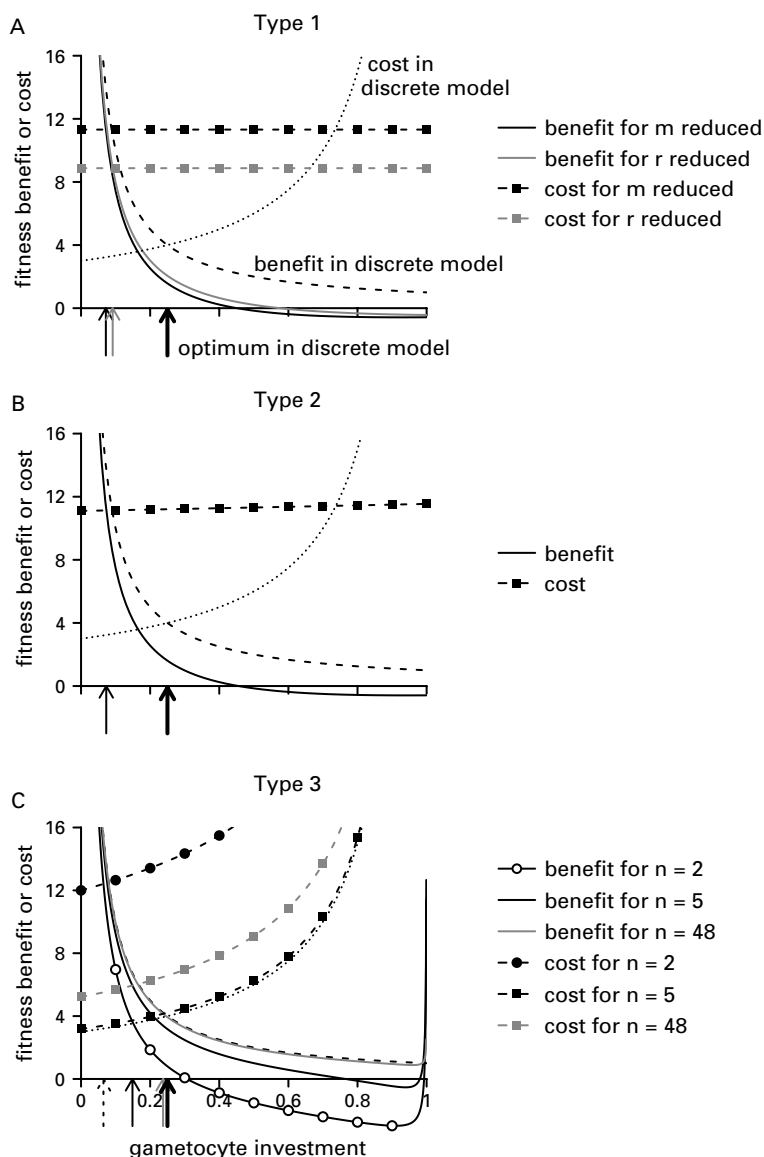 A
Type 1
16
12
8
4
0
fitness benefit or cost
cost in
discrete model
benefit in discrete model
optimum in discrete model
benefit for m reduced
benefit for r reduced
cost for m reduced
cost for r reduced
B
Type 2
16
12
8
4
0
fitness benefit or cost
benefit
cost
C
Type 3
16
12
8
4
0
fitness benefit or cost
0 0.2 0.4 0.6 0.8 1
gametocyte investment
benefit for n = 2
benefit for n = 5
benefit for n = 48
cost for n = 2
cost for n = 5
cost for n = 48